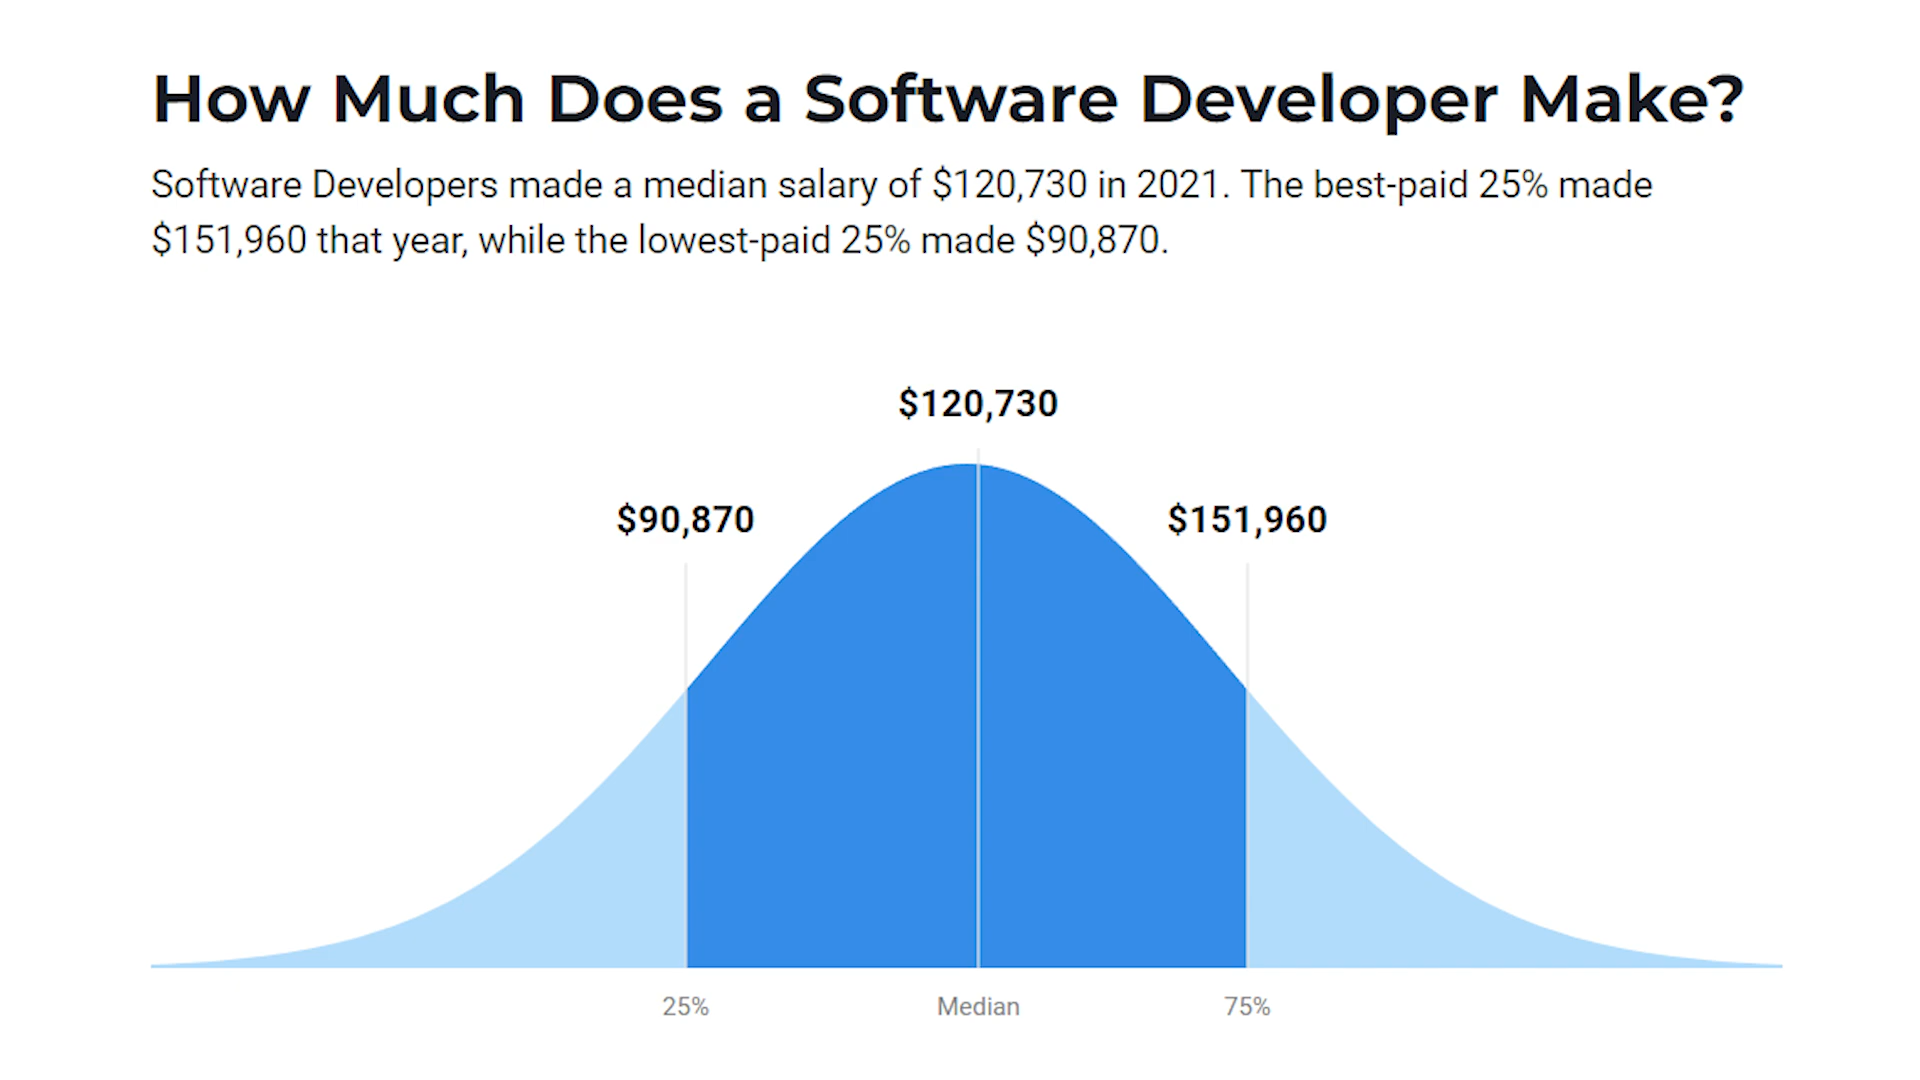 How Much Does a Software Developer Make?
Software Developers made a median salary of $120,730 in 2021. The best-paid 25% made
$151,960 that year, while the lowest-paid 25% made $90,870.
$120,730
$90,870
$151,960
25%
Median
75%